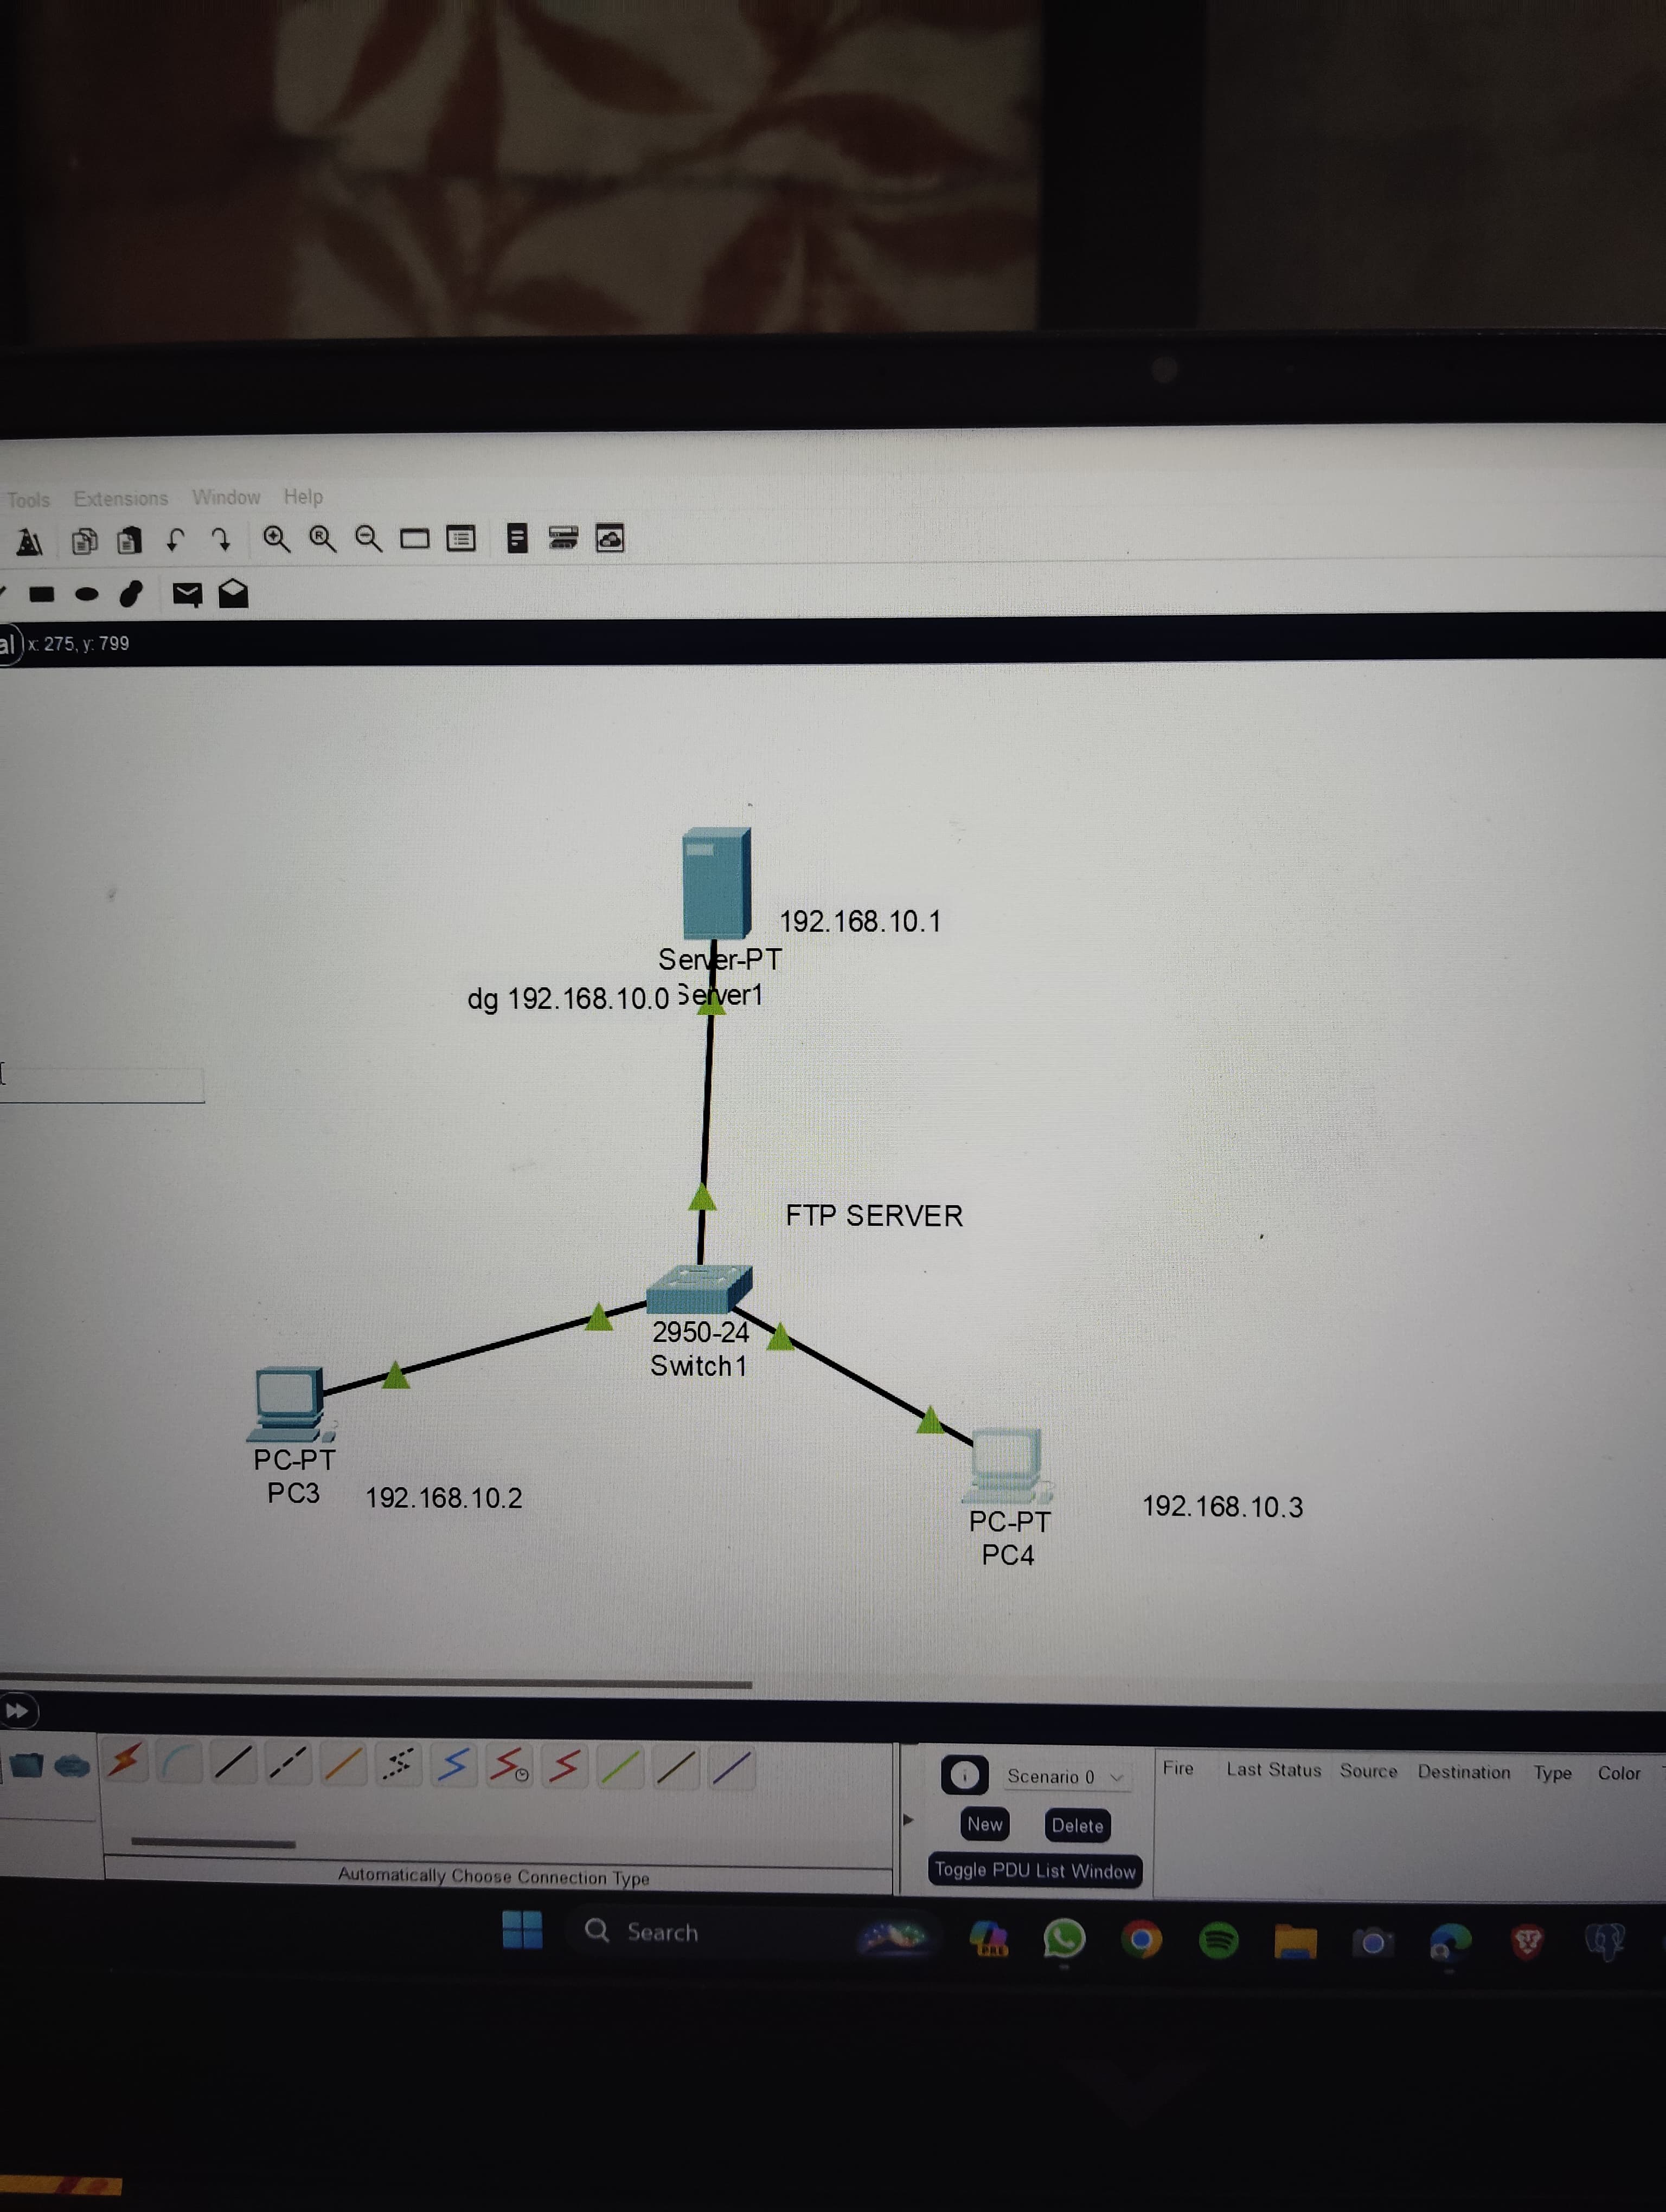 Tools Extensions Window Help
x: 275, y: 799
192.168.10.1
Server-PT
dg 192.168.10.0 Server1
FTP SERVER
2950-24
Switch1
PC-PT
PC3
192.168.10.2
PC-PT
PC4
192.168.10.3
Scenario 0
Fire Last Status Source Destination Type Color
New Delete
Toggle PDU List Window
Automatically Choose Connection Type
Search